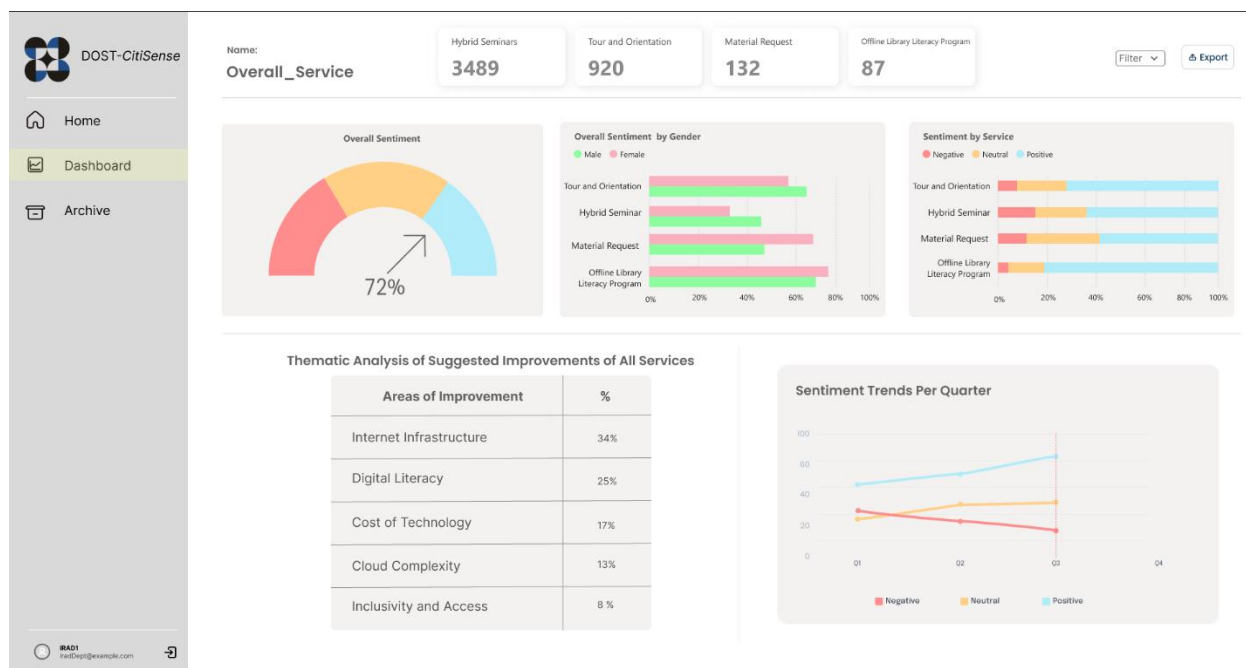 DOST-CitiSense
Home
Dashboard
Archive
IRAD1
iradDept@example.com
Name:
Overall_Service
Hybrid Seminars
3489
Tour and Orientation
920
Material Request
132
Offline Library Literacy Program
87
Filter
Export
Overall Sentiment
72%
Overall Sentiment by Gender
Male Female
Tour and Orientation
Hybrid Seminar
Material Request
Offline Library
Literacy Program
0% 20% 40% 60% 80% 100%
Sentiment by Service
Negative Neutral Positive
Tour and Orientation
Hybrid Seminar
Material Request
Offline Library
Literacy Program
0% 20% 40% 60% 80% 100%
Thematic Analysis of Suggested Improvements of All Services
Areas of Improvement %
Internet Infrastructure 34%
Digital Literacy 25%
Cost of Technology 17%
Cloud Complexity 13%
Inclusivity and Access 8 %
Sentiment Trends Per Quarter
100
60
40
20
0
Q1 Q2 Q3 Q4
Negative Neutral Positive